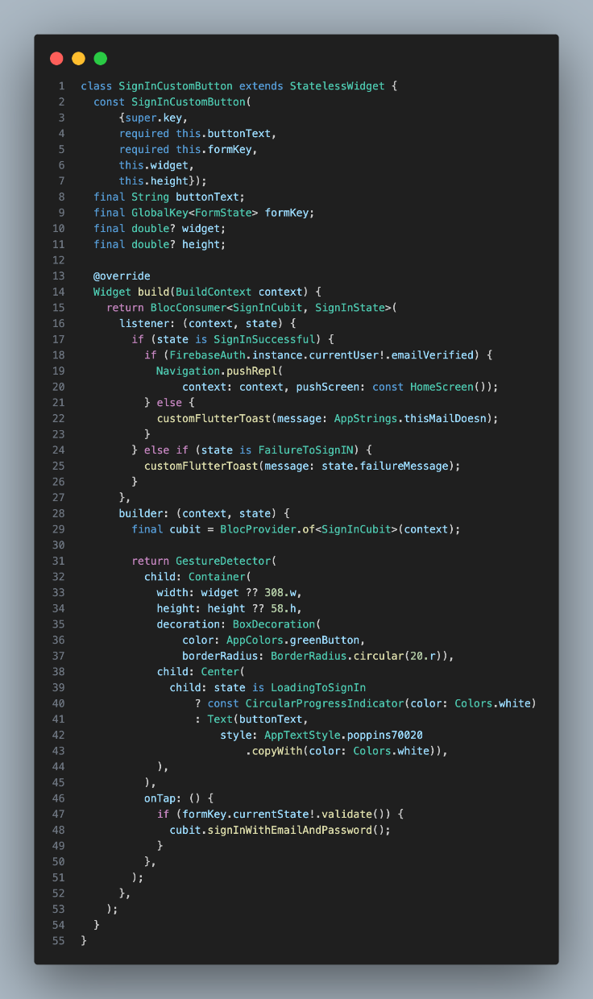 1 class SignInCustomButton extends StatelessWidget {
2   const SignInCustomButton(
3       {super.key,
4       required this.buttonText,
5       required this.formKey,
6       this.widget,
7       this.height});
8   final String buttonText;
9   final GlobalKey<FormState> formKey;
10   final double? widget;
11   final double? height;
12
13   @override
14   Widget build(BuildContext context) {
15     return BlocConsumer<SignInCubit, SignInState>(
16       listener: (context, state) {
17         if (state is SignInSuccessful) {
18           if (FirebaseAuth.instance.currentUser!.emailVerified) {
19             Navigation.pushRepl(
20                 context: context, pushScreen: const HomeScreen());
21           } else {
22             customFlutterToast(message: AppStrings.thisMailDoesn);
23           }
24         } else if (state is FailureToSignIN) {
25           customFlutterToast(message: state.failureMessage);
26         }
27       },
28       builder: (context, state) {
29         final cubit = BlocProvider.of<SignInCubit>(context);
30
31         return GestureDetector(
32           child: Container(
33             width: widget ?? 308.w,
34             height: height ?? 58.h,
35             decoration: BoxDecoration(
36                 color: AppColors.greenButton,
37                 borderRadius: BorderRadius.circular(20.r)),
38             child: Center(
39               child: state is LoadingToSignIn
40                   ? const CircularProgressIndicator(color: Colors.white)
41                   : Text(buttonText,
42                       style: AppTextStyle.poppins70020
43                           .copyWith(color: Colors.white)),
44             ),
45           ),
46           onTap: () {
47             if (formKey.currentState!.validate()) {
48               cubit.signInWithEmailAndPassword();
49             }
50           },
51         );
52       },
53     );
54   }
55 }